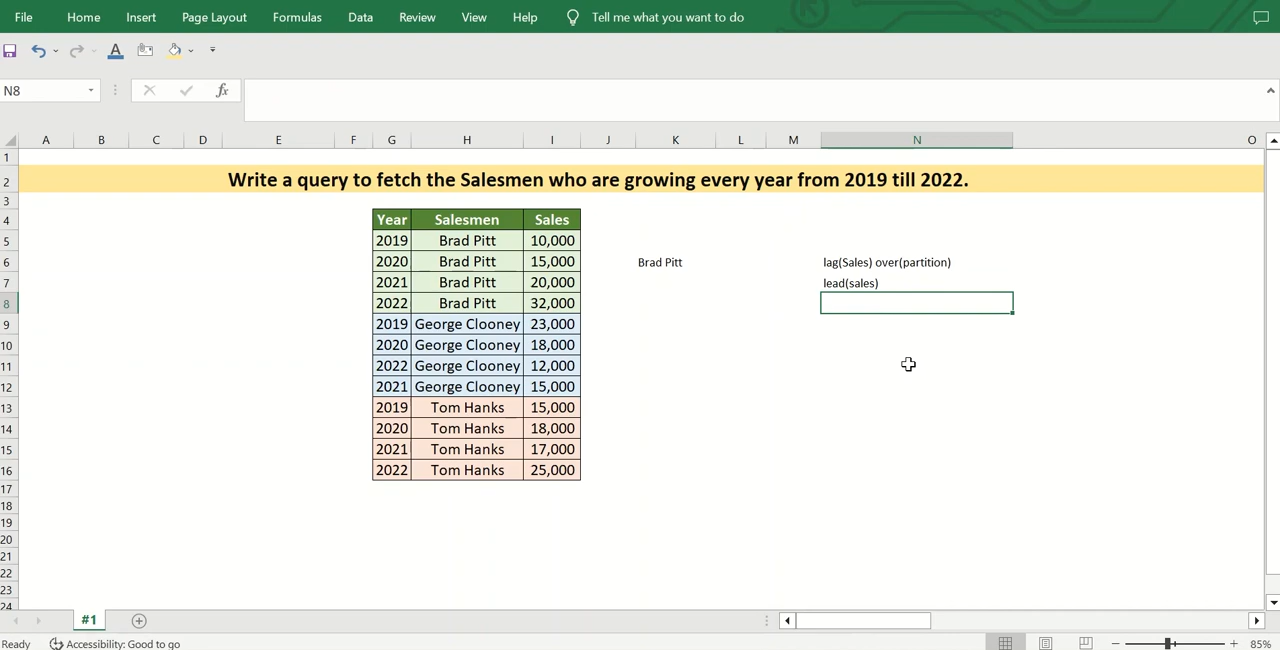 File Home Insert Page Layout Formulas Data Review View Help Tell me what you want to do
N8 fx
A B C D E F G H I J K L M N O
1
2 Write a query to fetch the Salesmen who are growing every year from 2019 till 2022.
3
4 Year Salesmen Sales
5 2019 Brad Pitt 10,000
6 2020 Brad Pitt 15,000 Brad Pitt lag(Sales) over(partition)
7 2021 Brad Pitt 20,000 lead(sales)
8 2022 Brad Pitt 32,000
9 2019 George Clooney 23,000
10 2020 George Clooney 18,000
11 2022 George Clooney 12,000
12 2021 George Clooney 15,000
13 2019 Tom Hanks 15,000
14 2020 Tom Hanks 18,000
15 2021 Tom Hanks 17,000
16 2022 Tom Hanks 25,000
17
18
19
20
21
22
23
24
#1
Ready Accessibility: Good to go 85%